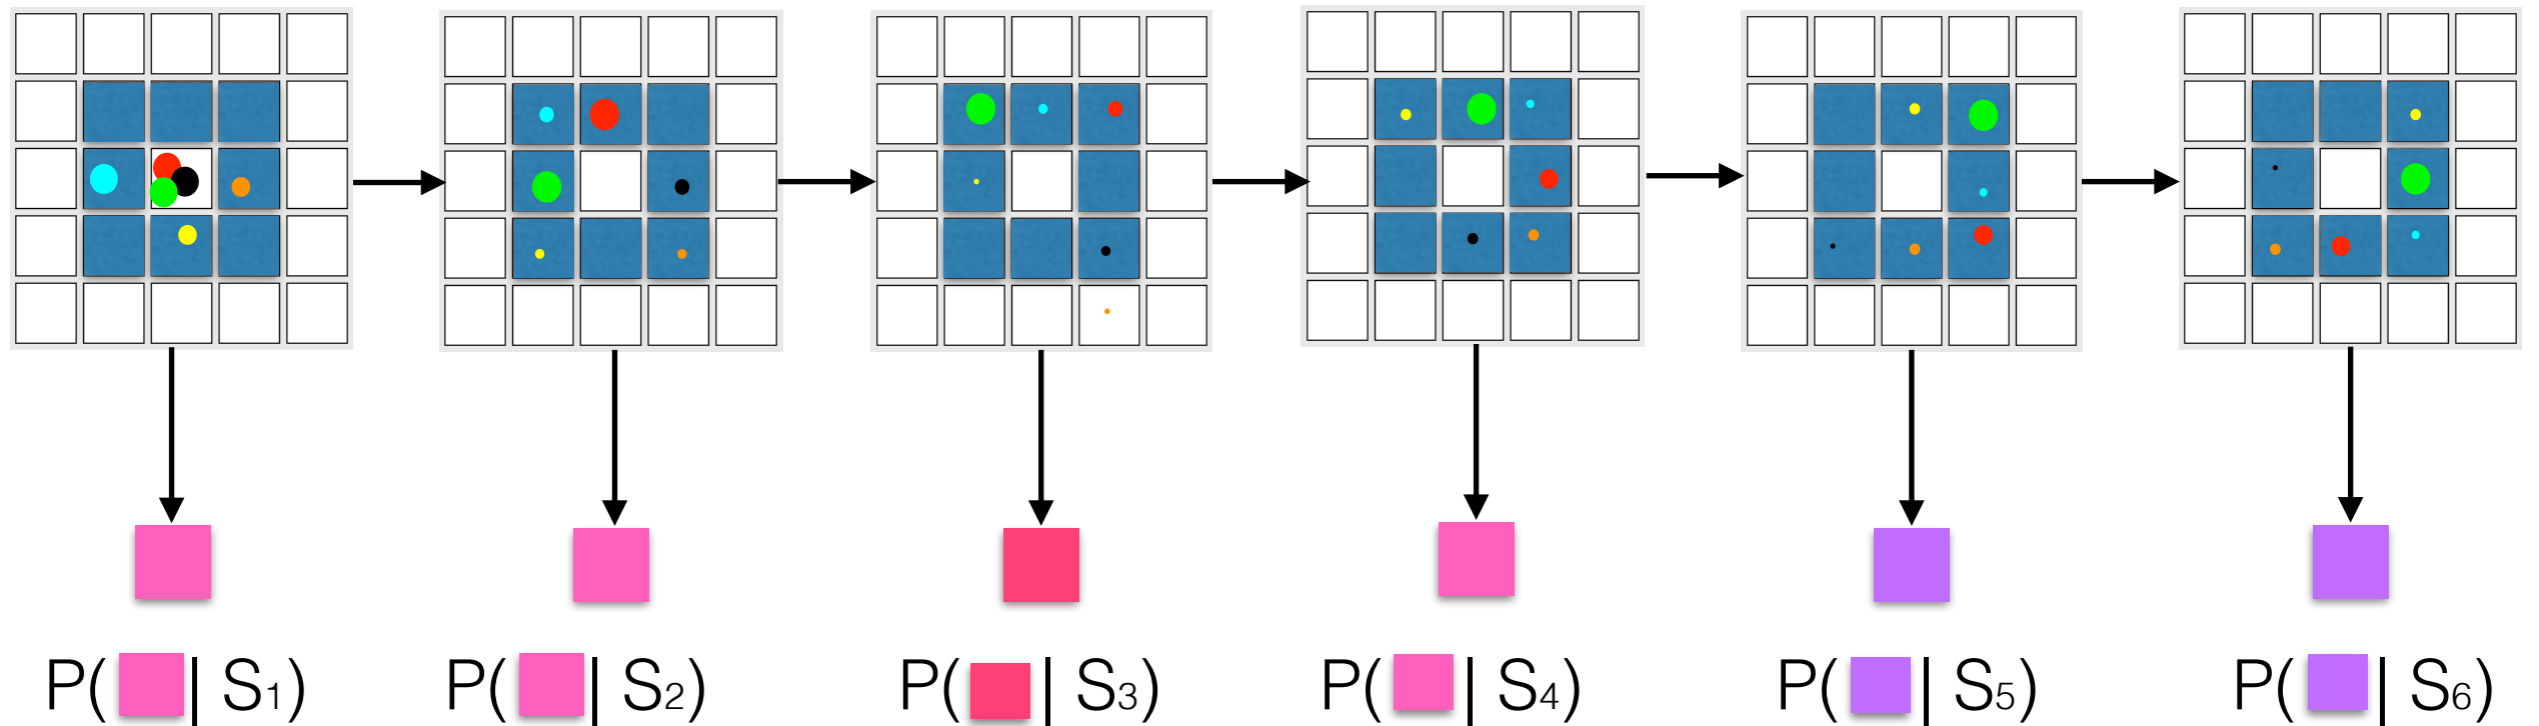 P( | S1)
P( | S2)
P( | S3)
P( | S4)
P( | S5)
P( | S6)